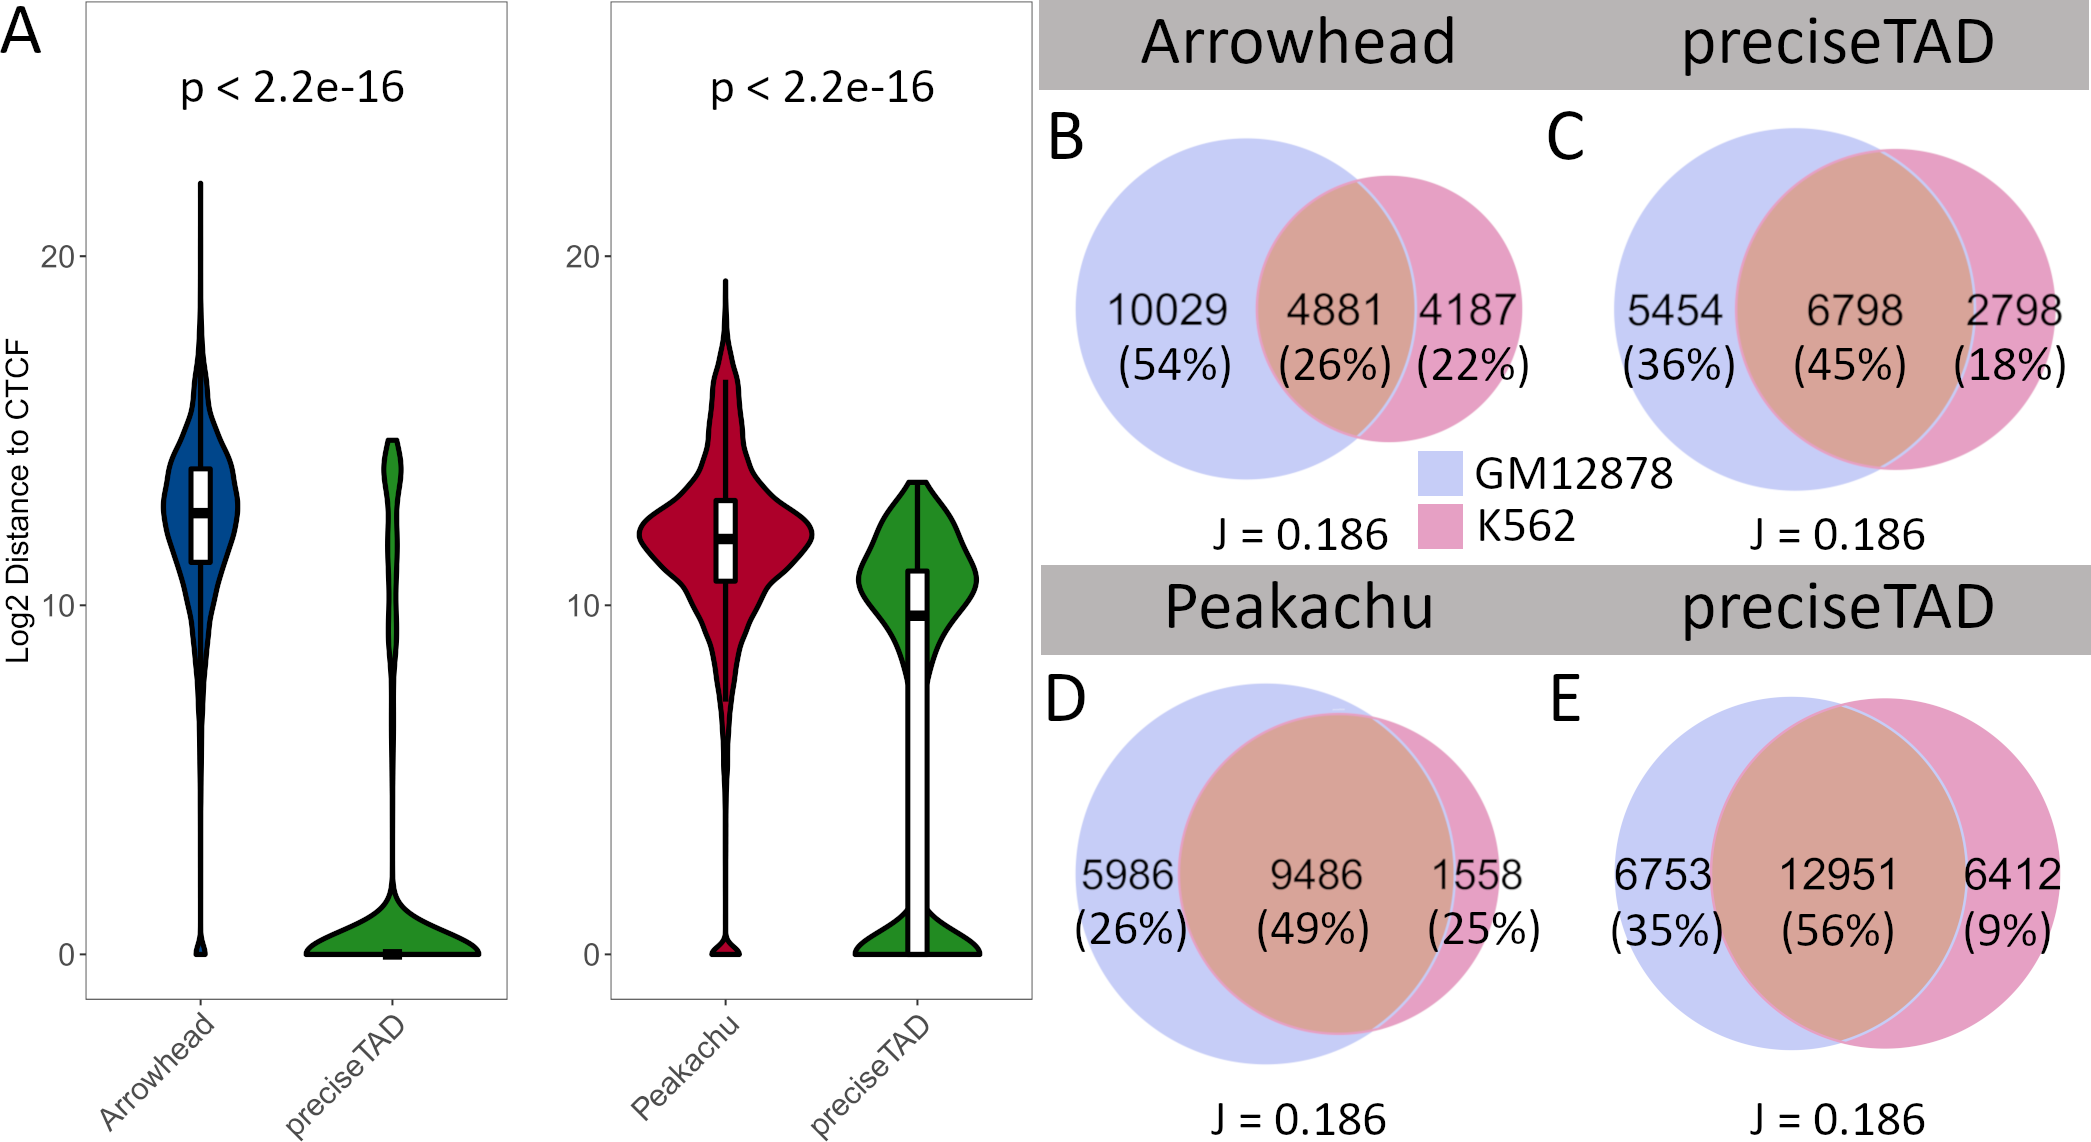 A
p < 2.2e-16
p < 2.2e-16
Log2 Distance to CTCF
20
10
0
20
10
0
Arrowhead
preciseTAD
Peakachu
preciseTAD
Arrowhead
preciseTAD
B
10029
(54%)
4881
(26%)
4187
(22%)
J = 0.186
GM12878
K562
C
5454
(36%)
6798
(45%)
2798
(18%)
J = 0.186
Peakachu
preciseTAD
D
5986
(26%)
9486
(49%)
1558
(25%)
J = 0.186
E
6753
(35%)
12951
(56%)
6412
(9%)
J = 0.186